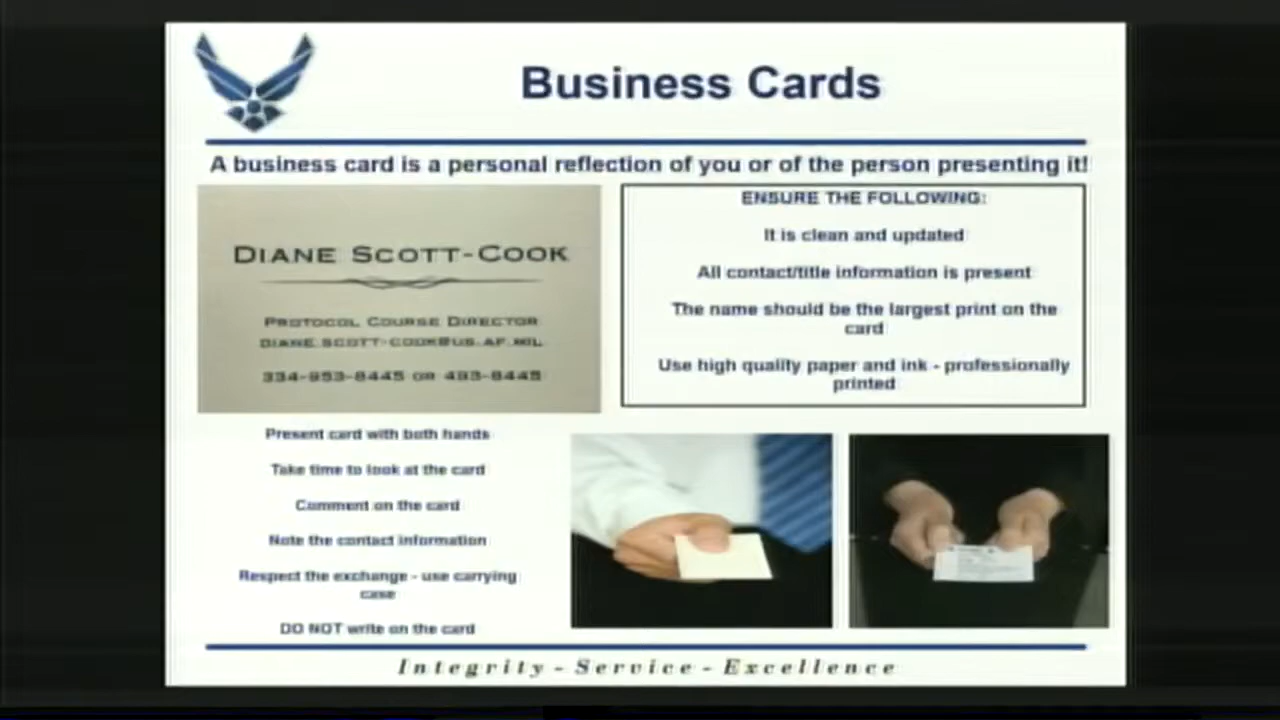 Business Cards
A business card is a personal reflection of you or of the person presenting it!
DIANE SCOTT-COOK
PROTOCOL COURSE DIRECTOR
DIANE.SCOTT-COOK@US.AF.MIL
334-953-8445 OR 493-8445
ENSURE THE FOLLOWING:
It is clean and updated
All contact/title information is present
The name should be the largest print on the
card
Use high quality paper and ink - professionally
printed
Present card with both hands
Take time to look at the card
Comment on the card
Note the contact information
Respect the exchange - use carrying
case
DO NOT write on the card
Integrity - Service - Excellence